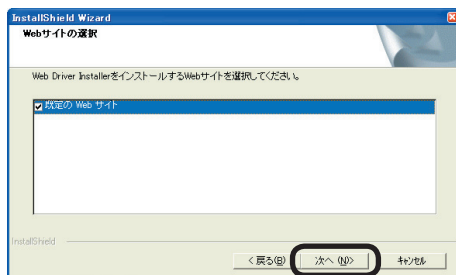 InstallShield Wizard
Webサイトの選択
Web Driver InstallerをインストールするWebサイトを選択してください。
既定の Web サイト
InstallShield
< 戻る(B) 次へ (N)> キャンセル